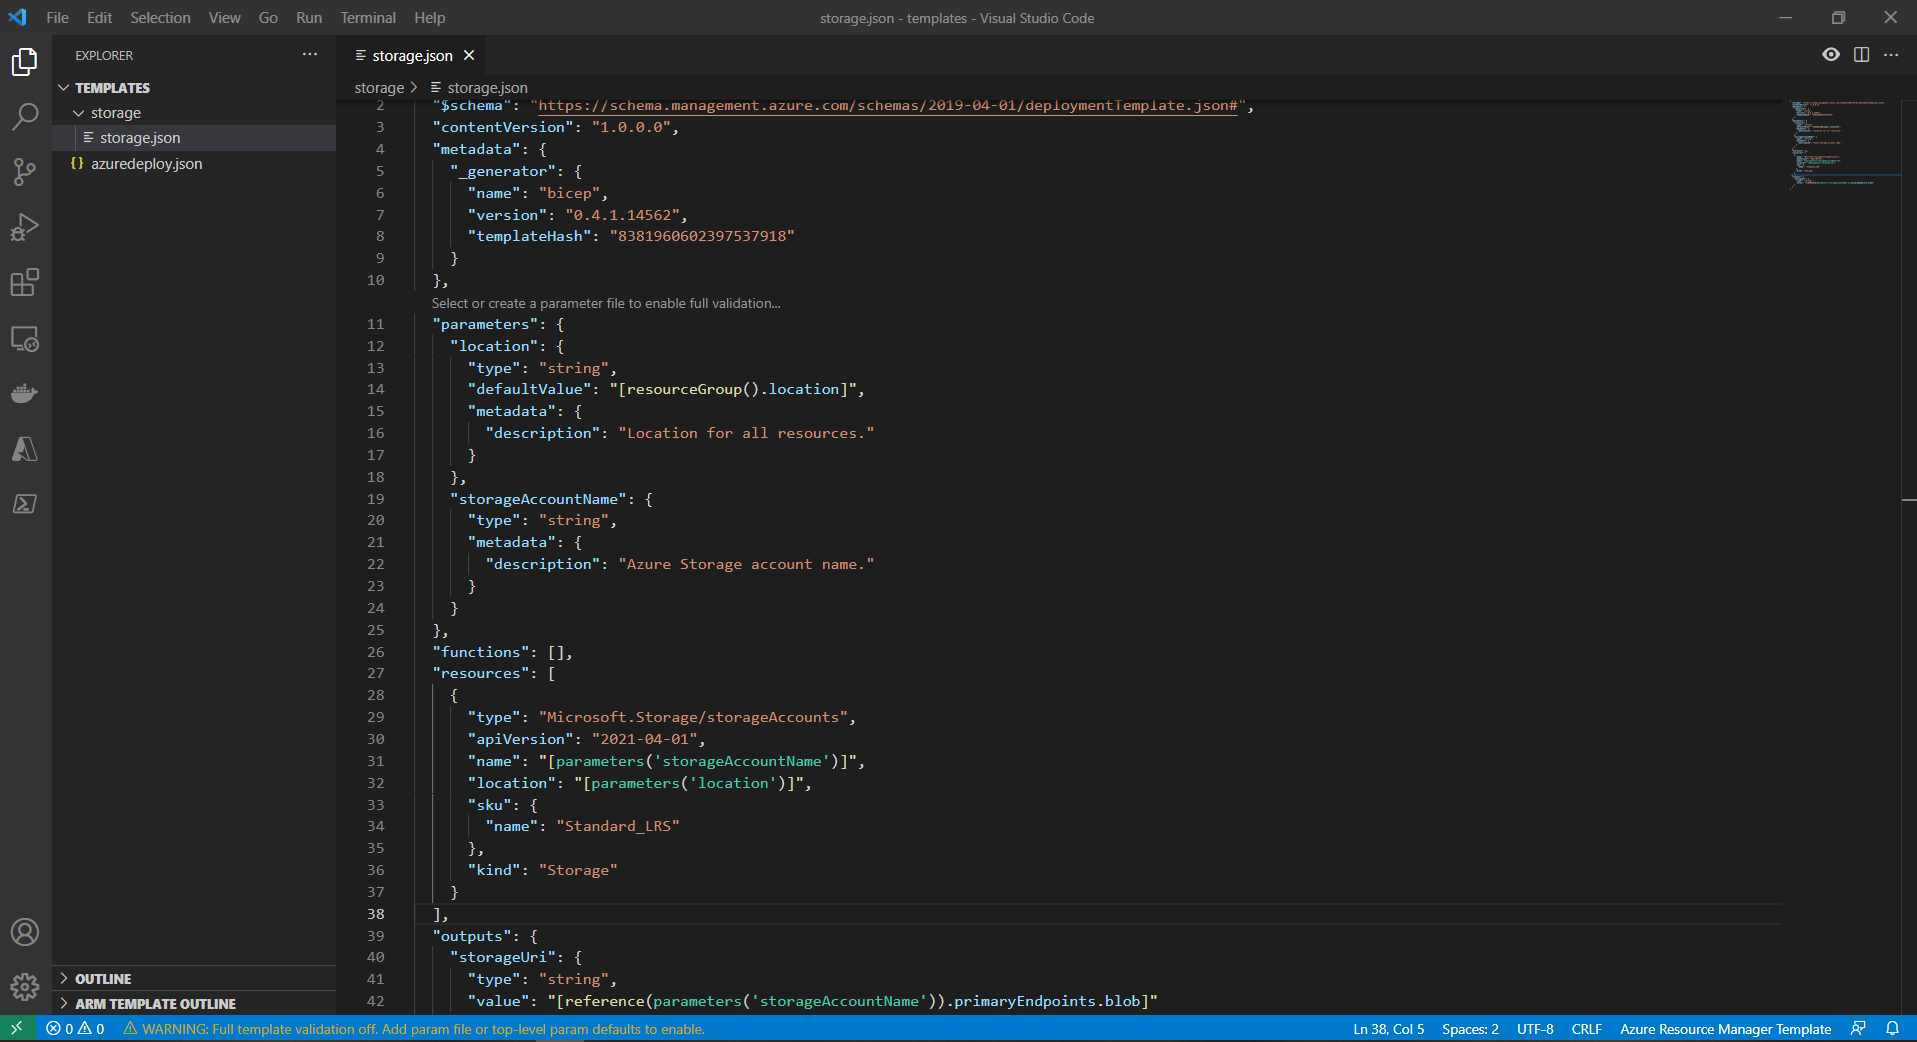 File Edit Selection View Go Run Terminal Help
storage.json - templates - Visual Studio Code
EXPLORER
TEMPLATES
storage
storage.json
azuredeploy.json
OUTLINE
ARM TEMPLATE OUTLINE
storage.json
storage > storage.json
2 "$schema": "https://schema.management.azure.com/schemas/2019-04-01/deploymentTemplate.json#",
3 "contentVersion": "1.0.0.0",
4 "metadata": {
5 "_generator": {
6 "name": "bicep",
7 "version": "0.4.1.14562",
8 "templateHash": "8381960602397537918"
9 }
10 },
Select or create a parameter file to enable full validation...
11 "parameters": {
12 "location": {
13 "type": "string",
14 "defaultValue": "[resourceGroup().location]",
15 "metadata": {
16 "description": "Location for all resources."
17 }
18 },
19 "storageAccountName": {
20 "type": "string",
21 "metadata": {
22 "description": "Azure Storage account name."
23 }
24 }
25 },
26 "functions": [],
27 "resources": [
28 {
29 "type": "Microsoft.Storage/storageAccounts",
30 "apiVersion": "2021-04-01",
31 "name": "[parameters('storageAccountName')]",
32 "location": "[parameters('location')]",
33 "sku": {
34 "name": "Standard_LRS"
35 },
36 "kind": "Storage"
37 }
38 ],
39 "outputs": {
40 "storageUri": {
41 "type": "string",
42 "value": "[reference(parameters('storageAccountName')).primaryEndpoints.blob]"
0 0 WARNING: Full template validation off. Add param file or top-level param defaults to enable.
Ln 38, Col 5 Spaces: 2 UTF-8 CRLF Azure Resource Manager Template